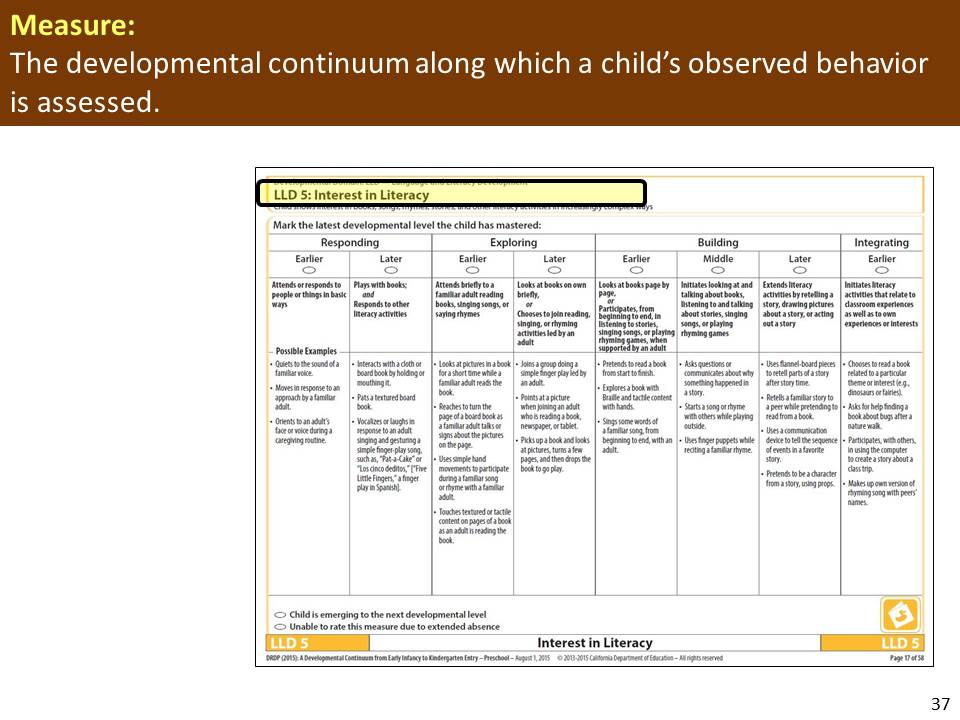 Measure:
The developmental continuum along which a child's observed behavior
is assessed.
Developmental Domain: LLD — Language and Literacy Development
LLD 5: Interest in Literacy
Child shows interest in books, songs, rhymes, stories, and other literacy activities in increasingly complex ways
Mark the latest developmental level the child has mastered:
Responding Exploring Building Integrating
Earlier Later Earlier Later Earlier Middle Later Earlier
Attends or responds to
people or things in basic
ways
Plays with books;
and
Responds to other
literacy activities
Attends briefly to a
familiar adult reading
books, singing songs, or
saying rhymes
Looks at books on own
briefly,
or
Chooses to join reading,
singing, or rhyming
activities led by an
adult
Looks at books page by
page,
or
Participates, from
beginning to end, in
listening to stories,
singing songs, or playing
rhyming games, when
supported by an adult
Initiates looking at and
talking about books,
listening to and talking
about stories, singing
songs, or playing
rhyming games
Extends literacy
activities by retelling a
story, drawing pictures
about a story, or acting
out a story
Initiates literacy
activities that relate to
classroom experiences
as well as to own
experiences or interests
Possible Examples
• Quiets to the sound of a
familiar voice.
• Moves in response to an
approach by a familiar
adult.
• Orients to an adult's
face or voice during a
caregiving routine.
• Interacts with a cloth or
board book by holding or
mouthing it.
• Pats a textured board
book.
• Vocalizes or laughs in
response to an adult
singing and gesturing a
simple finger-play song,
such as, "Pat-a-Cake" or
"Los cinco deditos," ["Five
Little Fingers," a finger
play in Spanish].
• Looks at pictures in a book
for a short time while a
familiar adult reads the
book.
• Reaches to turn the
page of a board book as
a familiar adult talks or
signs about the pictures
on the page.
• Uses simple hand
movements to participate
during a familiar song
or rhyme with a familiar
adult.
• Touches textured or tactile
content on pages of a book
as an adult is reading the
book.
• Joins a group doing a
simple finger play led by
an adult.
• Points at a picture
when joining an adult
who is reading a book,
newspaper, or tablet.
• Picks up a book and looks
at pictures, turns a few
pages, and then drops the
book to go play.
• Pretends to read a book
from start to finish.
• Explores a book with
Braille and tactile content
with hands.
• Sings some words of
a familiar song, from
beginning to end, with an
adult.
• Asks questions or
communicates about why
something happened in
a story.
• Starts a song or rhyme
with others while playing
outside.
• Uses finger puppets while
reciting a familiar rhyme.
• Uses flannel-board pieces
to retell parts of a story
after story time.
• Retells a familiar story to
a peer while pretending to
read from a book.
• Uses a communication
device to tell the sequence
of events in a favorite
story.
• Pretends to be a character
from a story, using props.
• Chooses to read a book
related to a particular
theme or interest (e.g.,
dinosaurs or fairies).
• Asks for help finding a
book about bugs after a
nature walk.
• Participates, with others,
in using the computer
to create a story about a
class trip.
• Makes up own version of
rhyming song with peers'
names.
Child is emerging to the next developmental level
Unable to rate this measure due to extended absence
LLD 5 Interest in Literacy LLD 5
DRDP (2015): A Developmental Continuum from Early Infancy to Kindergarten Entry – Preschool – August 1, 2015 © 2013-2015 California Department of Education – All rights reserved Page 17 of 58
37